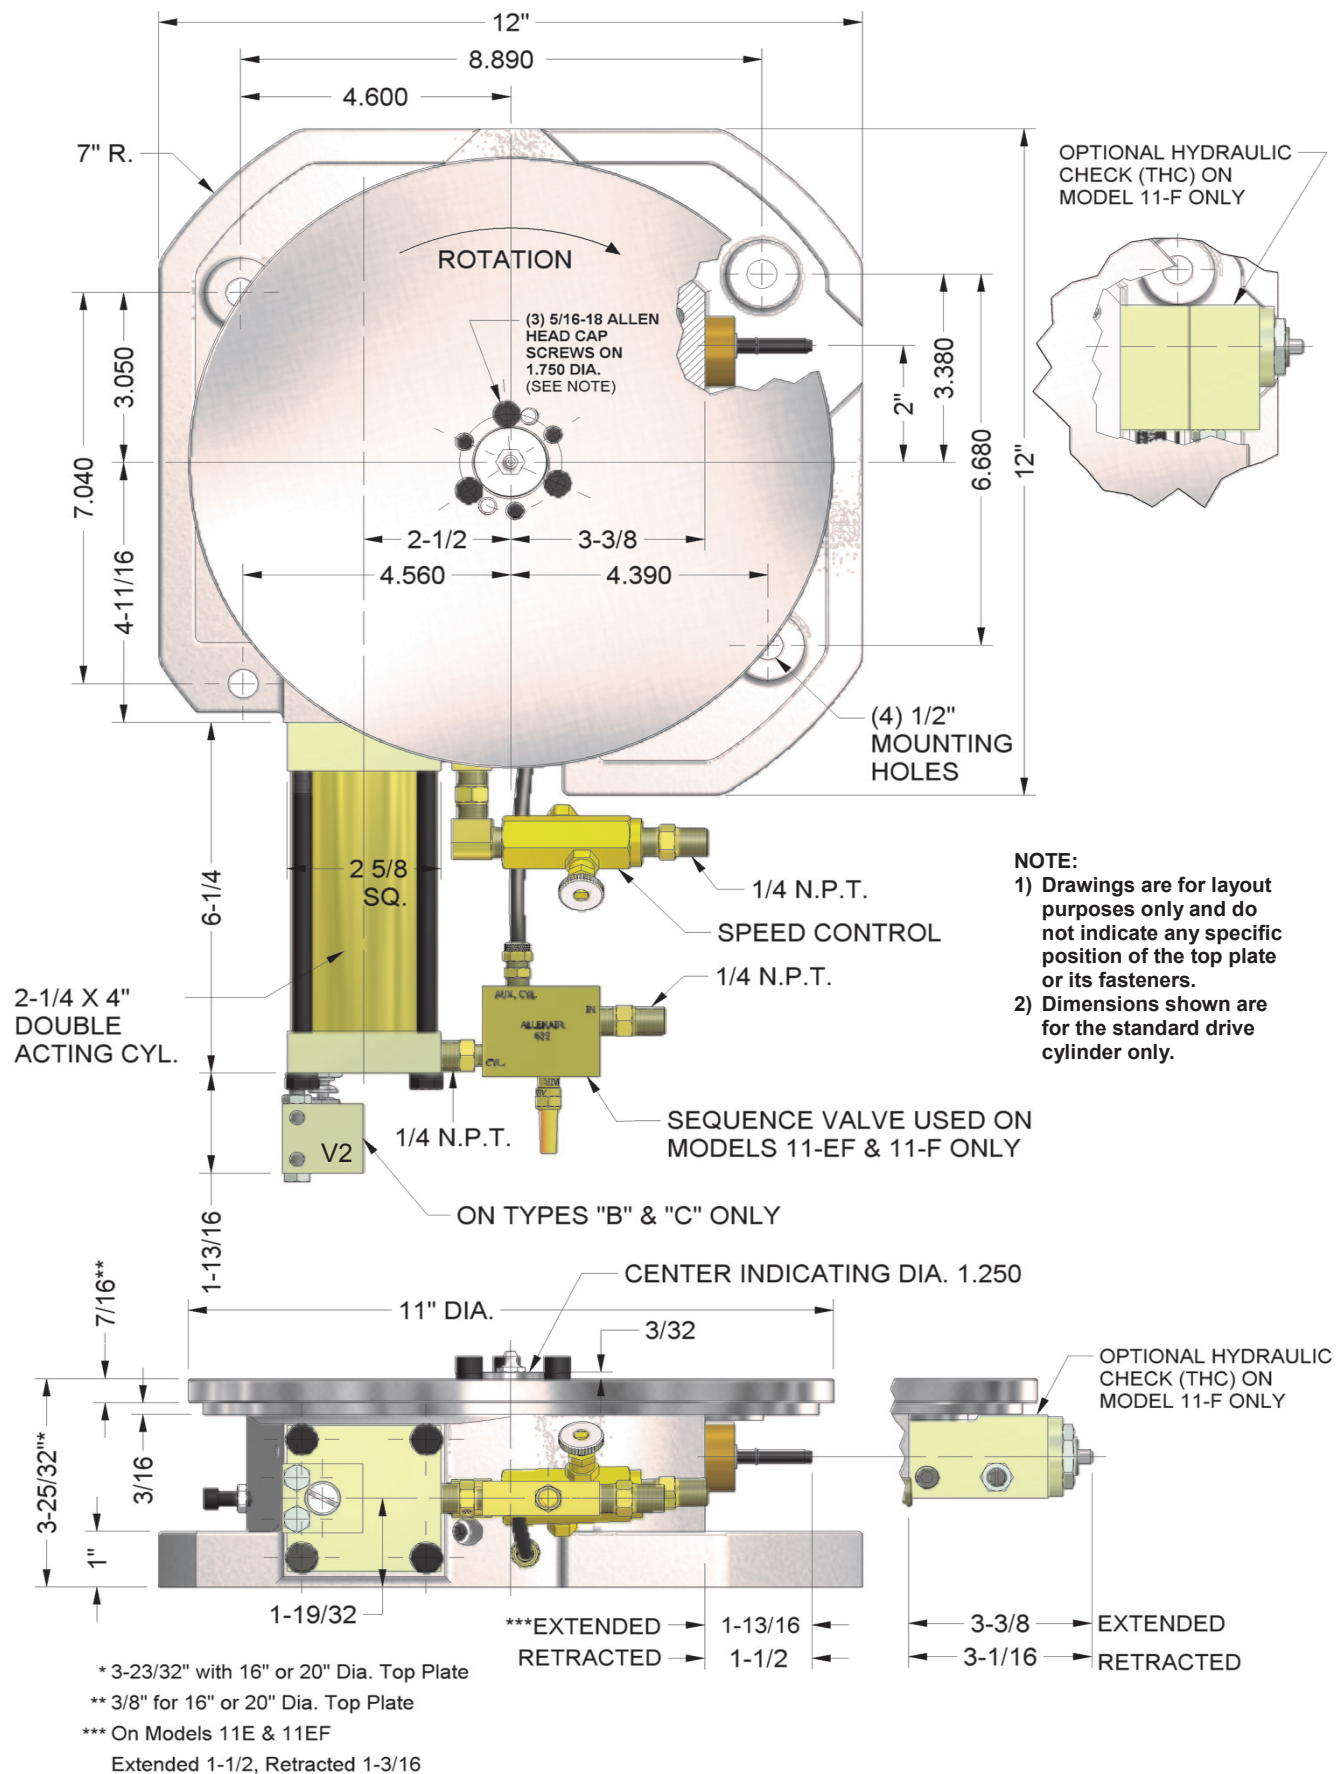 12"
8.890
4.600
7" R.
OPTIONAL HYDRAULIC
CHECK (THC) ON
MODEL 11-F ONLY
ROTATION
(3) 5/16-18 ALLEN
HEAD CAP
SCREWS ON
1.750 DIA.
(SEE NOTE)
3.050
7.040
4-11/16
2"
3.380
6.680
12"
2-1/2
3-3/8
4.560
4.390
(4) 1/2"
MOUNTING
HOLES
2 5/8
SQ.
6-1/4
1/4 N.P.T.
SPEED CONTROL
1/4 N.P.T.
NOTE:
1) Drawings are for layout
purposes only and do
not indicate any specific
position of the top plate
or its fasteners.
2) Dimensions shown are
for the standard drive
cylinder only.
2-1/4 X 4"
DOUBLE
ACTING CYL.
AUX. CYL.
IN
ALLENAIR
CYL.
AIR
1/4 N.P.T.
SEQUENCE VALVE USED ON
MODELS 11-EF & 11-F ONLY
V2
ON TYPES "B" & "C" ONLY
1-13/16
CENTER INDICATING DIA. 1.250
7/16**
11" DIA.
3/32
OPTIONAL HYDRAULIC
CHECK (THC) ON
MODEL 11-F ONLY
3-25/32"*
3/16
1"
1-19/32
***EXTENDED 1-13/16
RETRACTED 1-1/2
3-3/8 EXTENDED
3-1/16 RETRACTED
* 3-23/32" with 16" or 20" Dia. Top Plate
** 3/8" for 16" or 20" Dia. Top Plate
*** On Models 11E & 11EF
Extended 1-1/2, Retracted 1-3/16